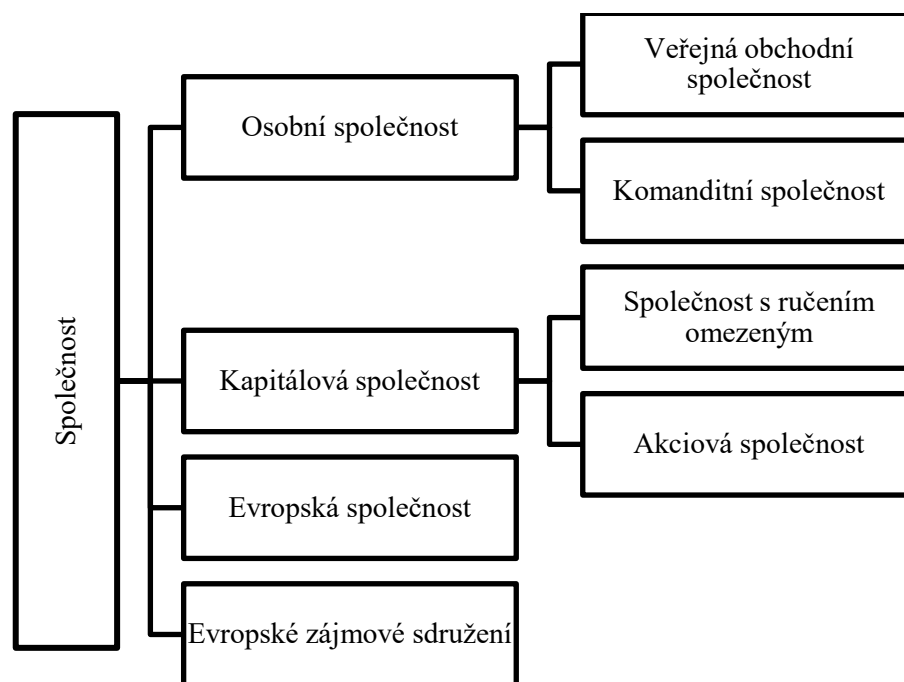 Společnost
Osobní společnost
Veřejná obchodní
společnost
Komanditní společnost
Kapitálová společnost
Společnost s ručením
omezeným
Akciová společnost
Evropská společnost
Evropské zájmové sdružení